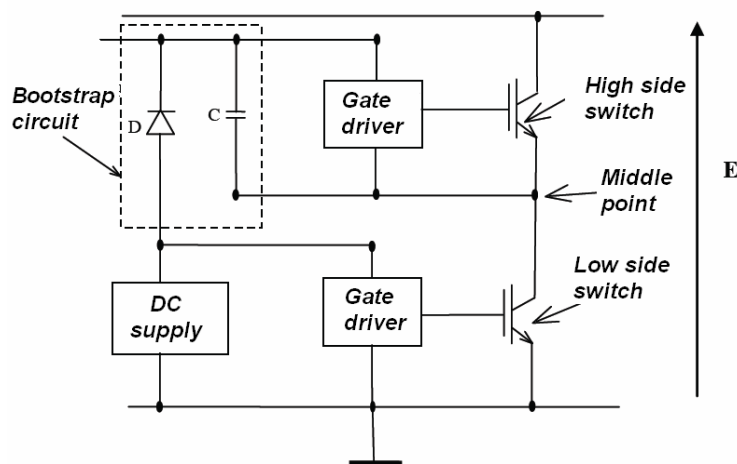 Bootstrap
circuit
D
C
Gate
driver
High side
switch
Middle
point
E
DC
supply
Gate
driver
Low side
switch